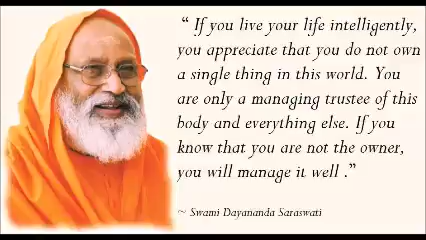 “ If you live your life intelligently,
you appreciate that you do not own
a single thing in this world. You
are only a managing trustee of this
body and everything else. If you
know that you are not the owner,
you will manage it well .”
~ Swami Dayananda Saraswati